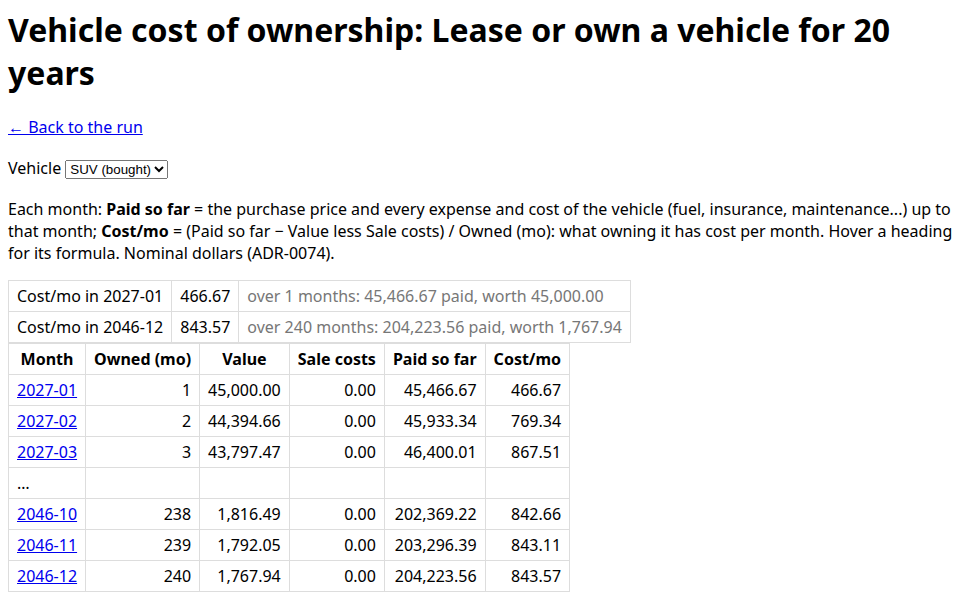 Vehicle cost of ownership: Lease or own a vehicle for 20
years
← Back to the run
Vehicle SUV (bought)
Each month: Paid so far = the purchase price and every expense and cost of the vehicle (fuel, insurance, maintenance...) up to
that month; Cost/mo = (Paid so far − Value less Sale costs) / Owned (mo): what owning it has cost per month. Hover a heading
for its formula. Nominal dollars (ADR-0074).
Cost/mo in 2027-01 466.67 over 1 months: 45,466.67 paid, worth 45,000.00
Cost/mo in 2046-12 843.57 over 240 months: 204,223.56 paid, worth 1,767.94
Month Owned (mo) Value Sale costs Paid so far Cost/mo
2027-01 1 45,000.00 0.00 45,466.67 466.67
2027-02 2 44,394.66 0.00 45,933.34 769.34
2027-03 3 43,797.47 0.00 46,400.01 867.51
...
2046-10 238 1,816.49 0.00 202,369.22 842.66
2046-11 239 1,792.05 0.00 203,296.39 843.11
2046-12 240 1,767.94 0.00 204,223.56 843.57